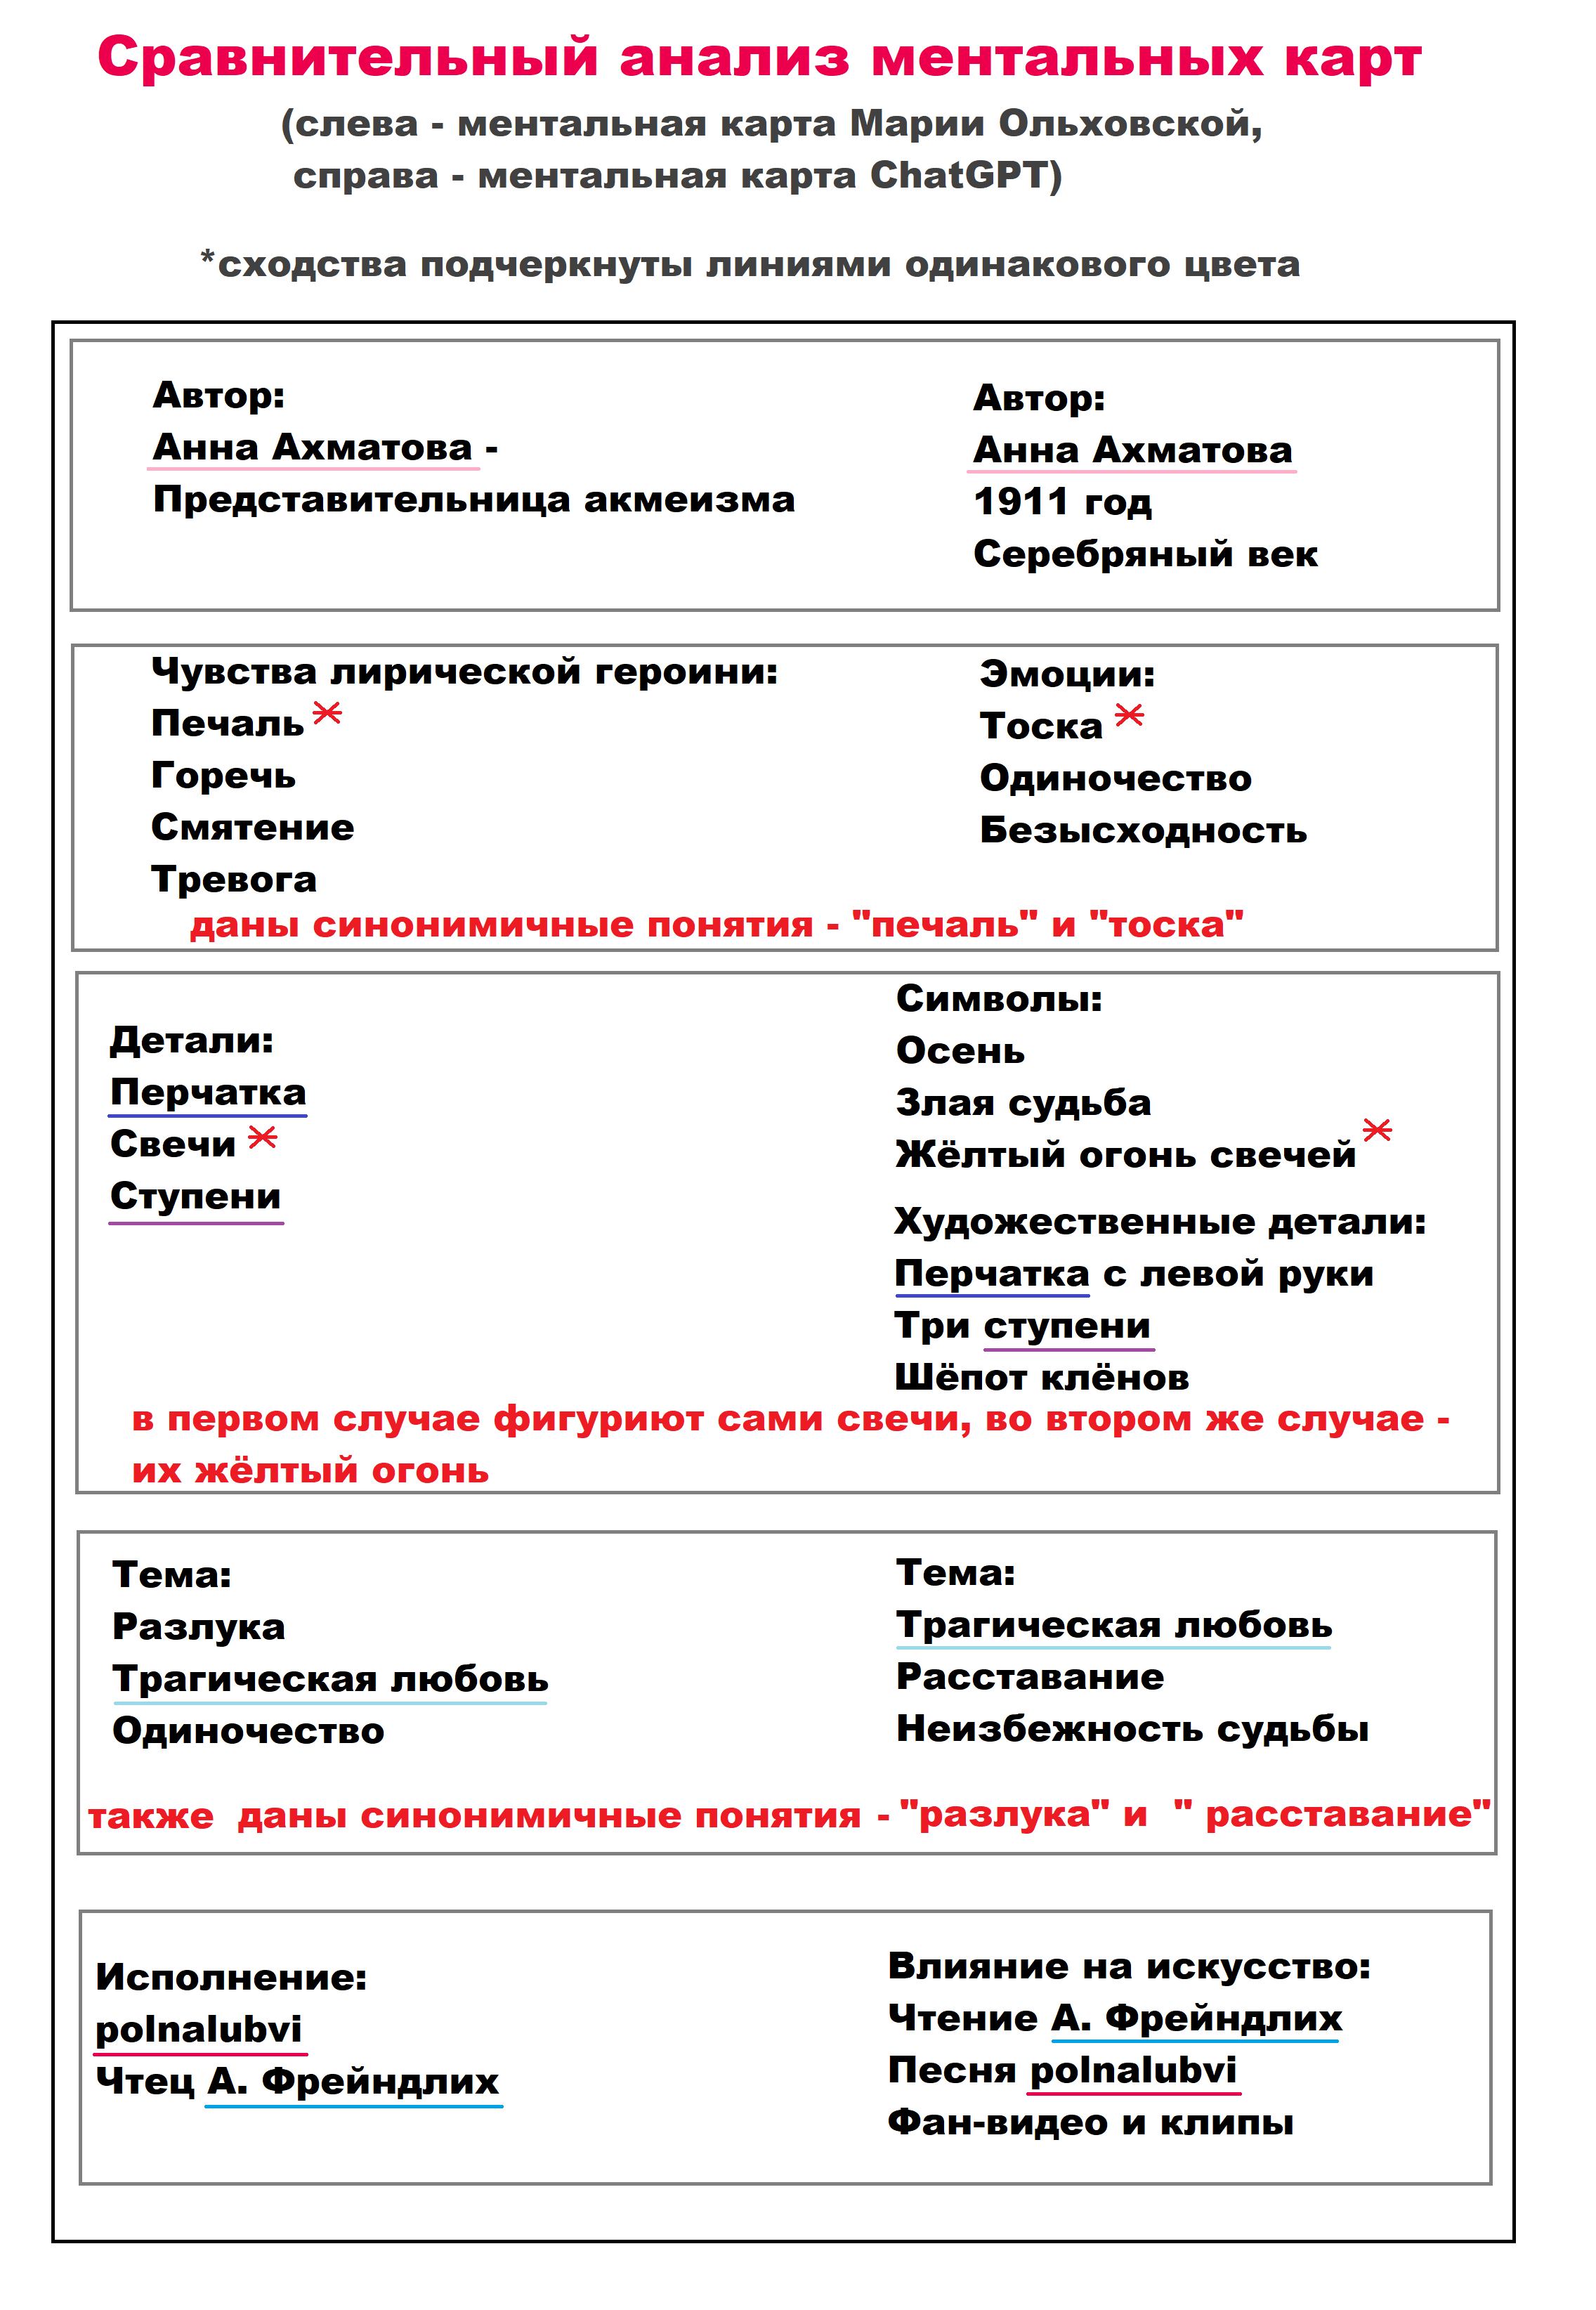 Сравнительный анализ ментальных карт
(слева - ментальная карта Марии Ольховской,
справа - ментальная карта ChatGPT)
*сходства подчеркнуты линиями одинакового цвета
Автор:
Анна Ахматова -
Представительница акмеизма
Автор:
Анна Ахматова
1911 год
Серебряный век
Чувства лирической героини:
Печаль
Горечь
Смятение
Тревога
Эмоции:
Тоска
Одиночество
Безысходность
даны синонимичные понятия - "печаль" и "тоска"
Детали:
Перчатка
Свечи
Ступени
Символы:
Осень
Злая судьба
Жёлтый огонь свечей
Художественные детали:
Перчатка с левой руки
Три ступени
Шёпот клёнов
в первом случае фигуриют сами свечи, во втором же случае -
их жёлтый огонь
Тема:
Разлука
Трагическая любовь
Одиночество
Тема:
Трагическая любовь
Расставание
Неизбежность судьбы
также даны синонимичные понятия - "разлука" и " расставание"
Исполнение:
polnalubvi
Чтец А. Фрейндлих
Влияние на искусство:
Чтение А. Фрейндлих
Песня polnalubvi
Фан-видео и клипы